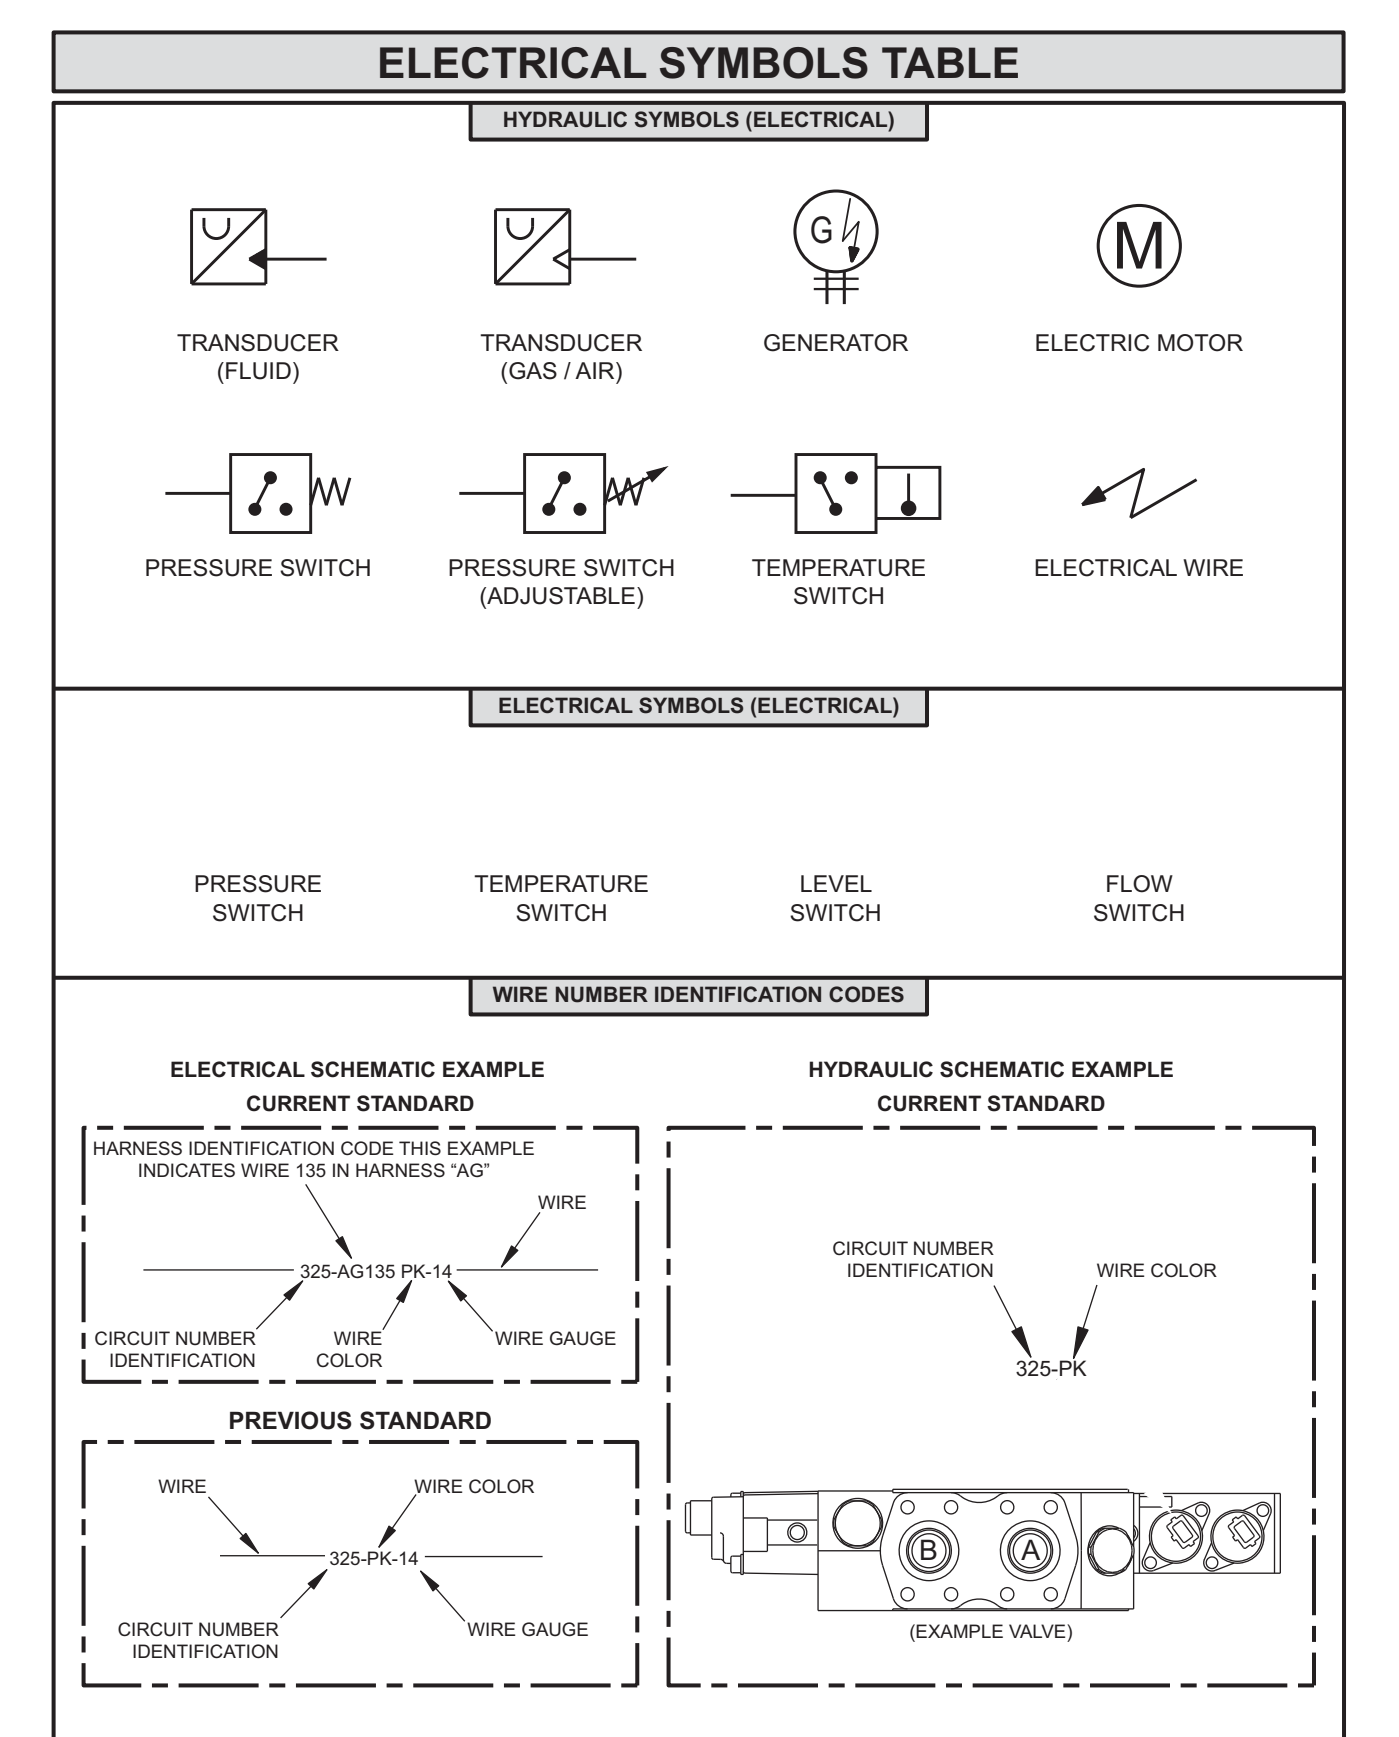 ELECTRICAL SYMBOLS TABLE
HYDRAULIC SYMBOLS (ELECTRICAL)
G
M
TRANSDUCER
(FLUID)
TRANSDUCER
(GAS / AIR)
GENERATOR
ELECTRIC MOTOR
PRESSURE SWITCH
PRESSURE SWITCH
(ADJUSTABLE)
TEMPERATURE
SWITCH
ELECTRICAL WIRE
ELECTRICAL SYMBOLS (ELECTRICAL)
PRESSURE
SWITCH
TEMPERATURE
SWITCH
LEVEL
SWITCH
FLOW
SWITCH
WIRE NUMBER IDENTIFICATION CODES
ELECTRICAL SCHEMATIC EXAMPLE
CURRENT STANDARD
HARNESS IDENTIFICATION CODE THIS EXAMPLE
INDICATES WIRE 135 IN HARNESS “AG”
WIRE
325-AG135 PK-14
CIRCUIT NUMBER
IDENTIFICATION
WIRE
COLOR
WIRE GAUGE
PREVIOUS STANDARD
WIRE
WIRE COLOR
325-PK-14
CIRCUIT NUMBER
IDENTIFICATION
WIRE GAUGE
HYDRAULIC SCHEMATIC EXAMPLE
CURRENT STANDARD
CIRCUIT NUMBER
IDENTIFICATION
WIRE COLOR
325-PK
B
A
(EXAMPLE VALVE)